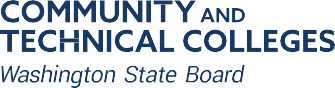 COMMUNITY AND
TECHNICAL COLLEGES
Washington State Board